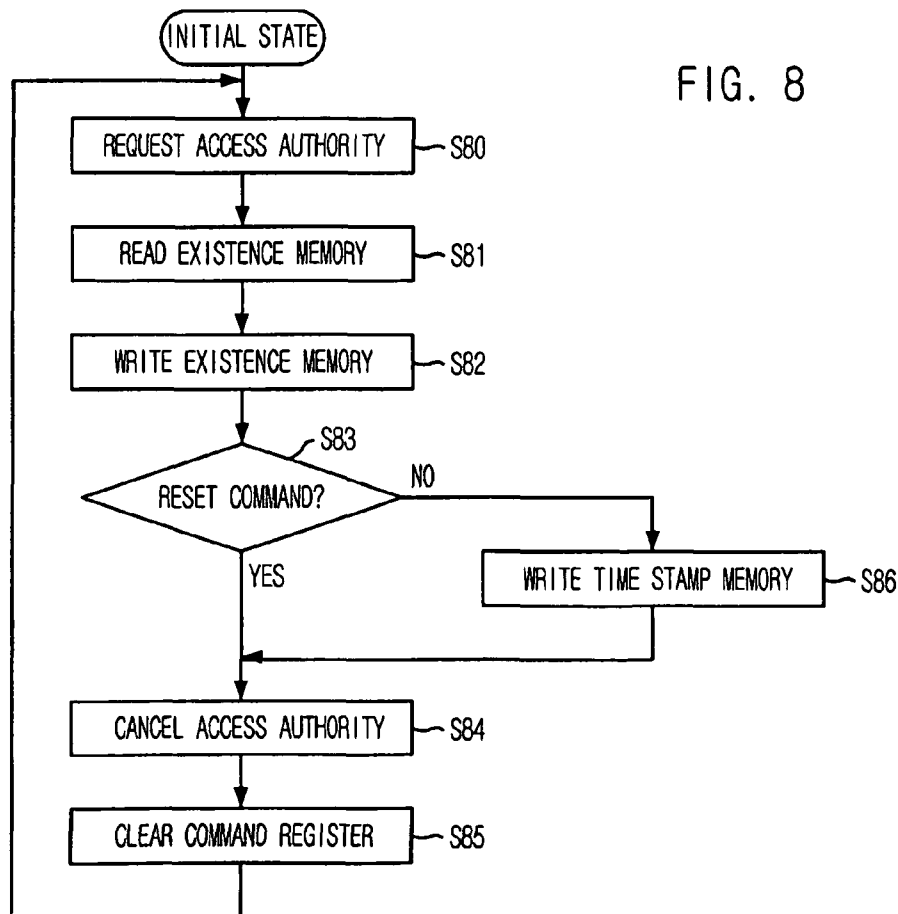 INITIAL STATE
FIG. 8
REQUEST ACCESS AUTHORITY
S80
READ EXISTENCE MEMORY
S81
WRITE EXISTENCE MEMORY
S82
S83
RESET COMMAND?
NO
YES
WRITE TIME STAMP MEMORY
S86
CANCEL ACCESS AUTHORITY
S84
CLEAR COMMAND REGISTER
S85